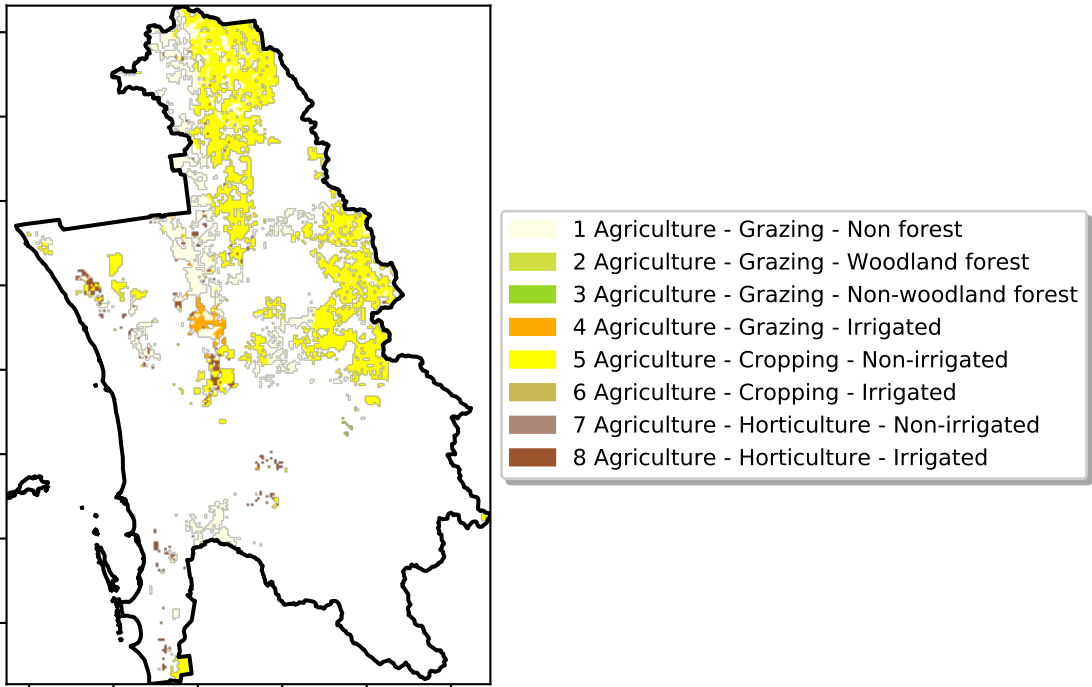 1 Agriculture - Grazing - Non forest
2 Agriculture - Grazing - Woodland forest
3 Agriculture - Grazing - Non-woodland forest
4 Agriculture - Grazing - Irrigated
5 Agriculture - Cropping - Non-irrigated
6 Agriculture - Cropping - Irrigated
7 Agriculture - Horticulture - Non-irrigated
8 Agriculture - Horticulture - Irrigated